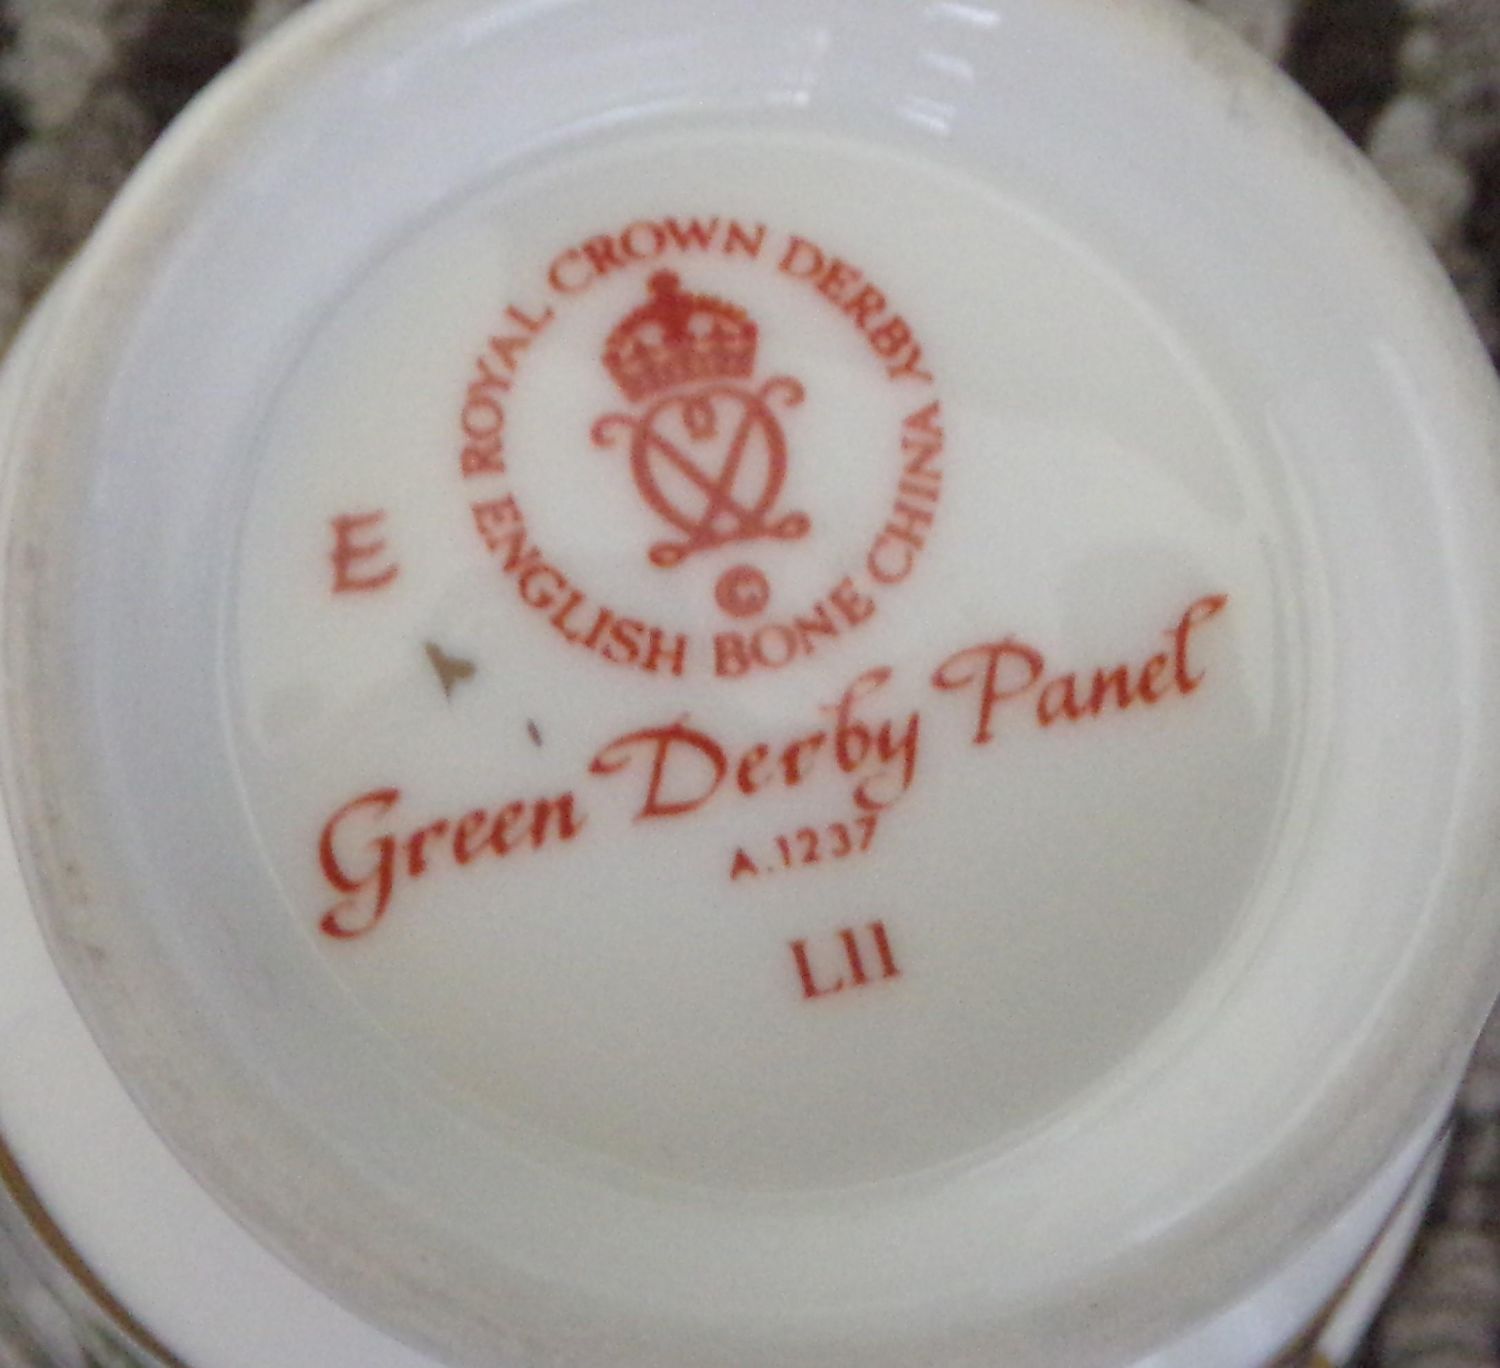 ROYAL CROWN DERBY
ENGLISH BONE CHINA
©
E
Green Derby Panel
A.1237
LII